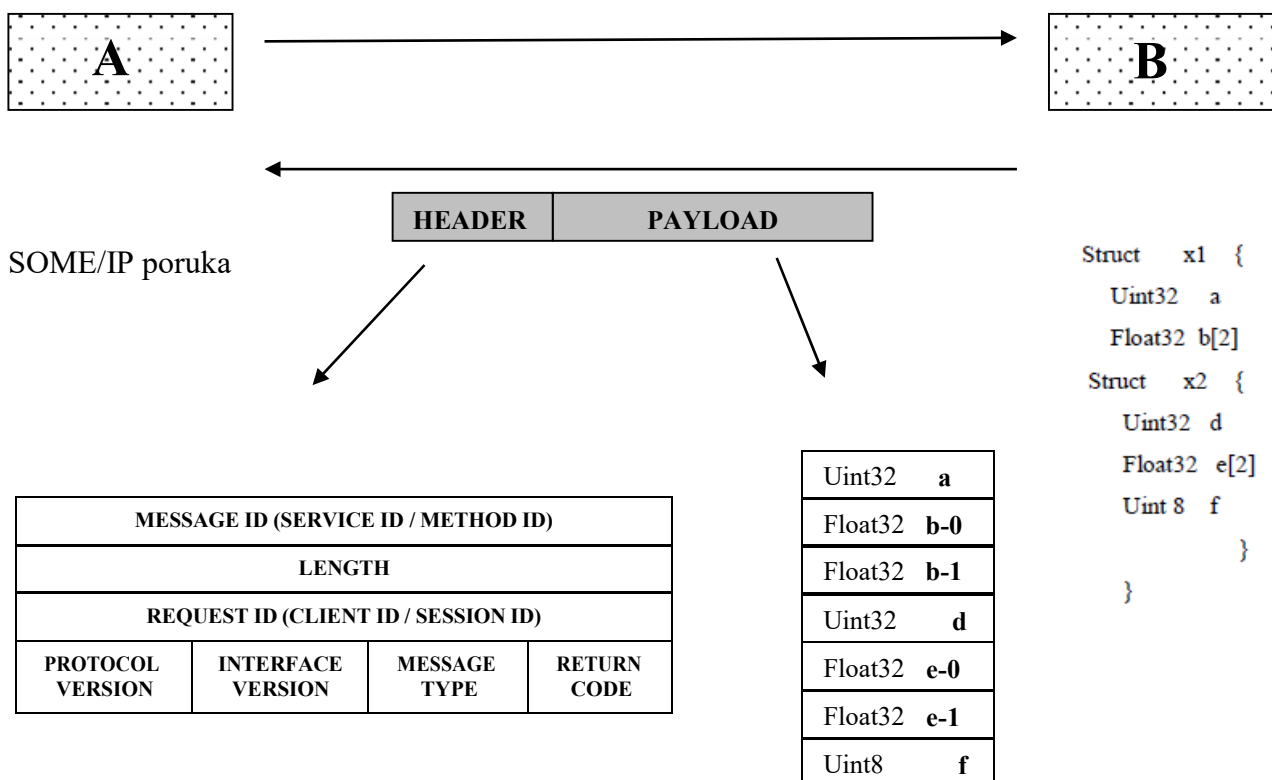 A
B
HEADER PAYLOAD
SOME/IP poruka
Struct x1 {
Uint32 a
Float32 b[2]
Struct x2 {
Uint32 d
Float32 e[2]
Uint 8 f
}
}
MESSAGE ID (SERVICE ID / METHOD ID)
LENGTH
REQUEST ID (CLIENT ID / SESSION ID)
PROTOCOL
VERSION
INTERFACE
VERSION
MESSAGE
TYPE
RETURN
CODE
Uint32 a
Float32 b-0
Float32 b-1
Uint32 d
Float32 e-0
Float32 e-1
Uint8 f